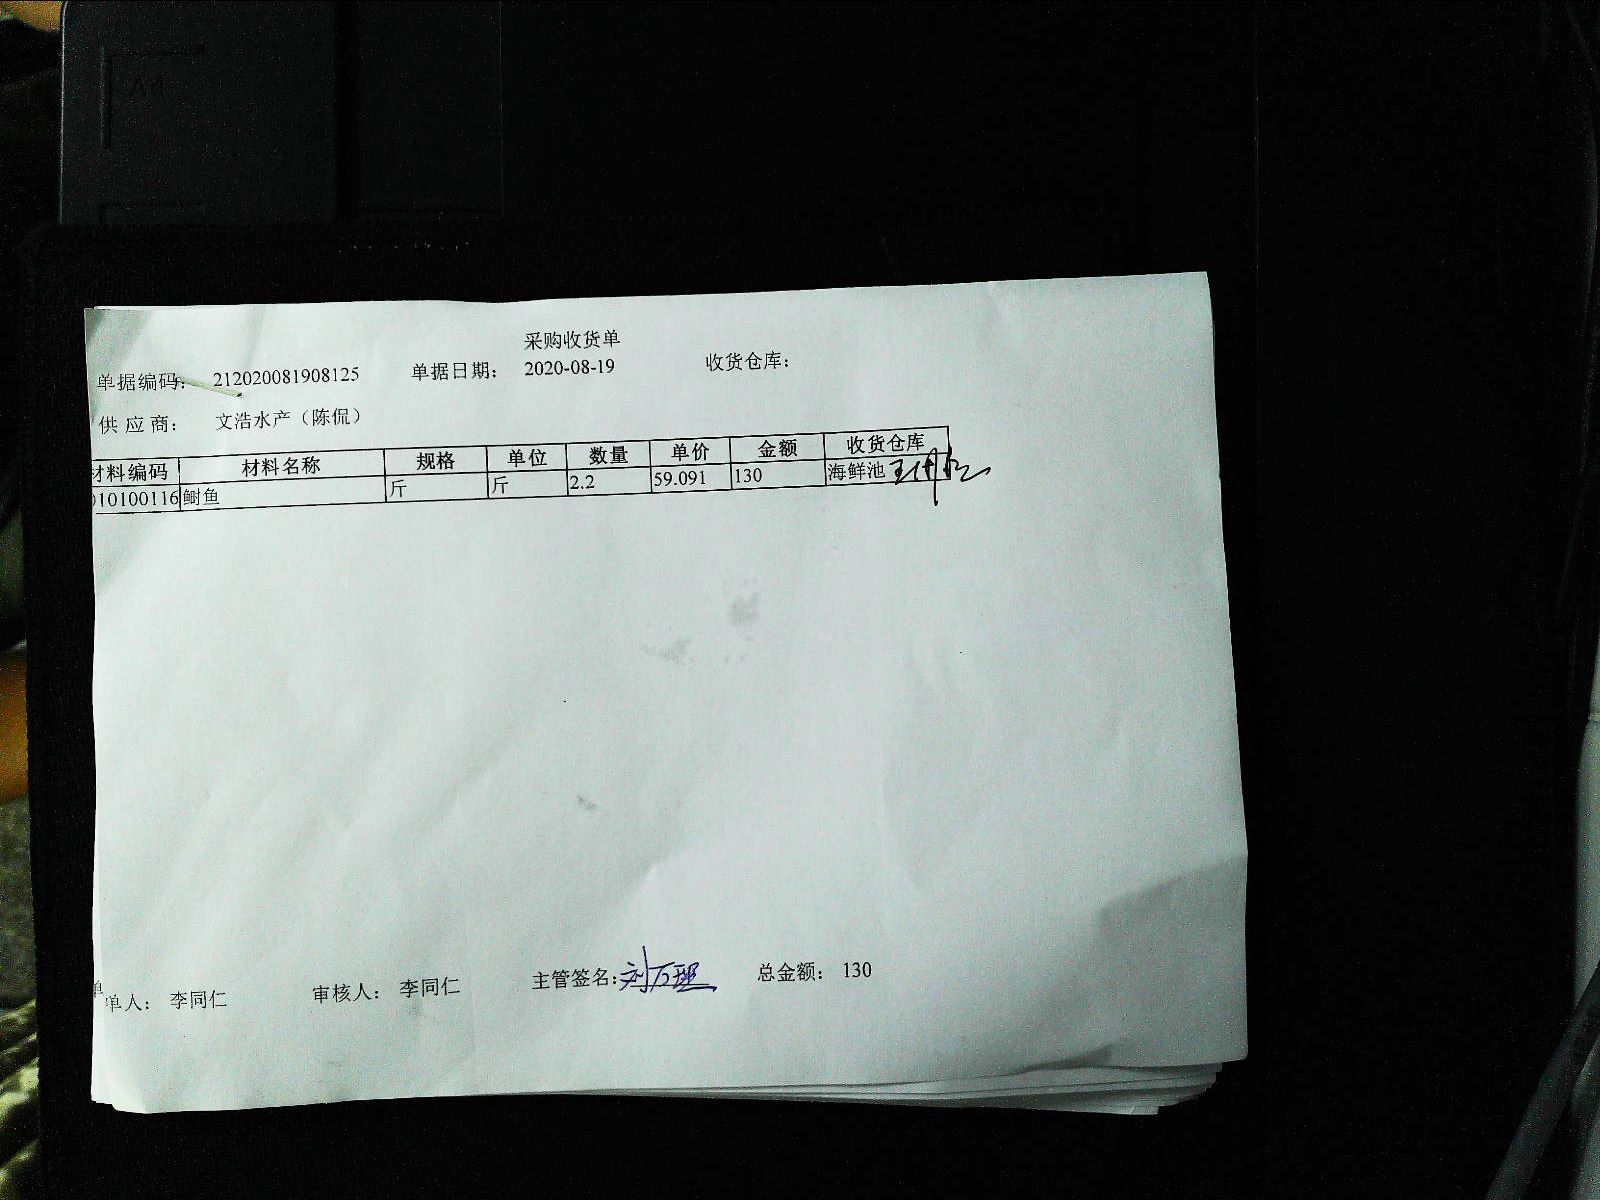 采购收货单
单据编码: 212020081908125 单据日期: 2020-08-19 收货仓库:
供应商: 文浩水产（陈侃）
材料编码 材料名称 规格 单位 数量 单价 金额 收货仓库
010100116 鲥鱼 斤 斤 2.2 59.091 130 海鲜池
单人: 李同仁 审核人: 李同仁 主管签名: 总金额: 130